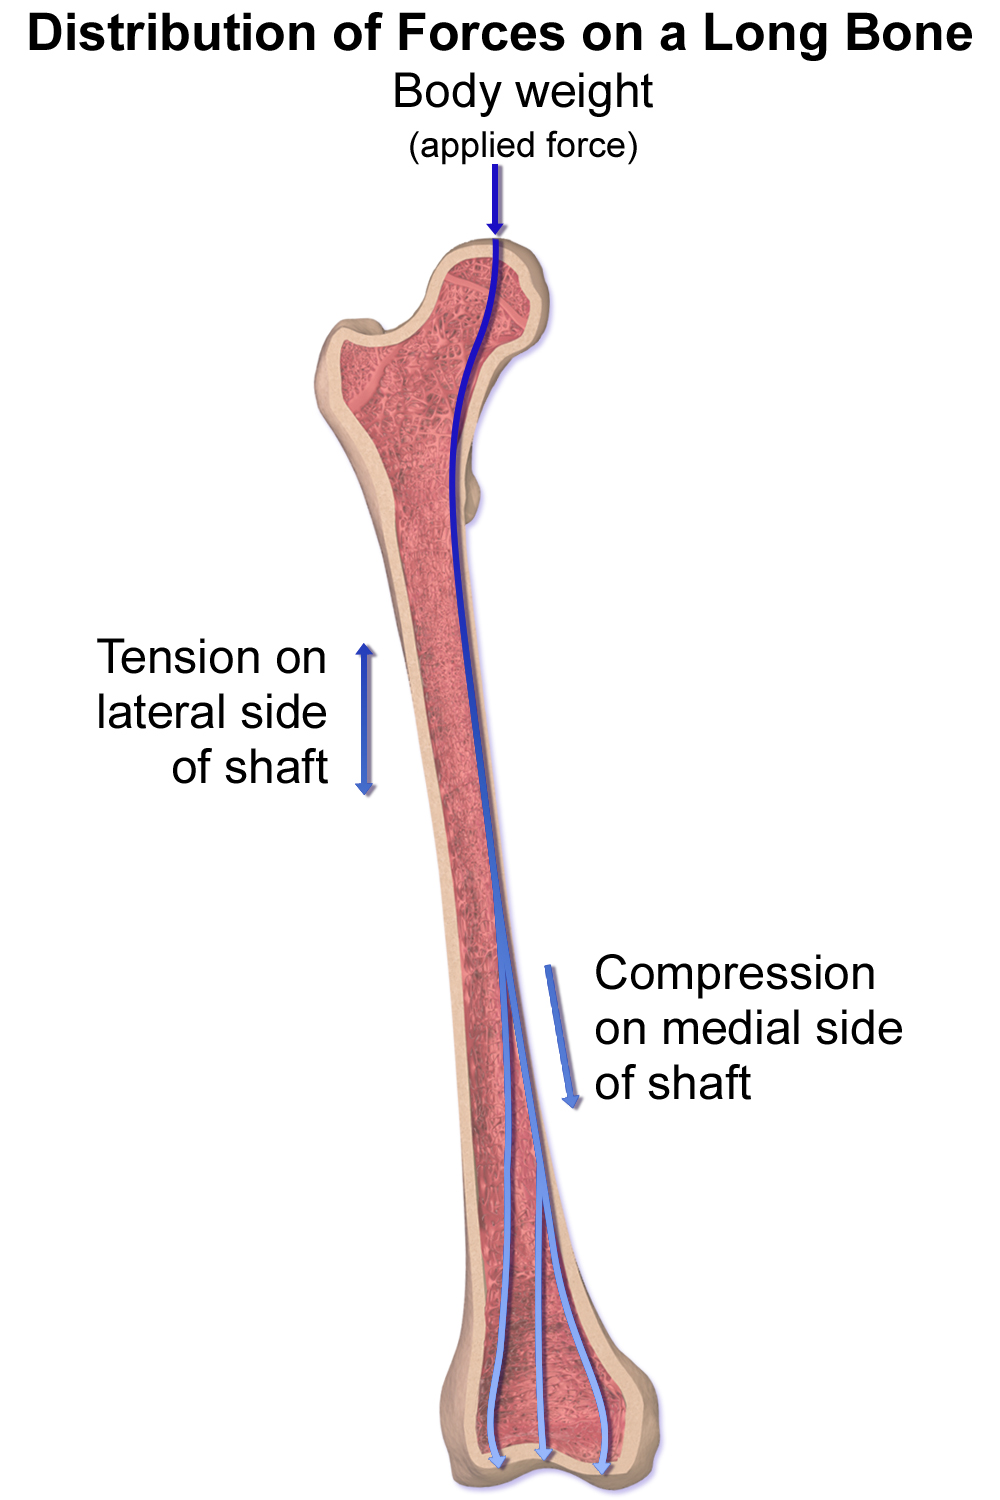 Distribution of Forces on a Long Bone
Body weight
(applied force)
Tension on
lateral side
of shaft
Compression
on medial side
of shaft